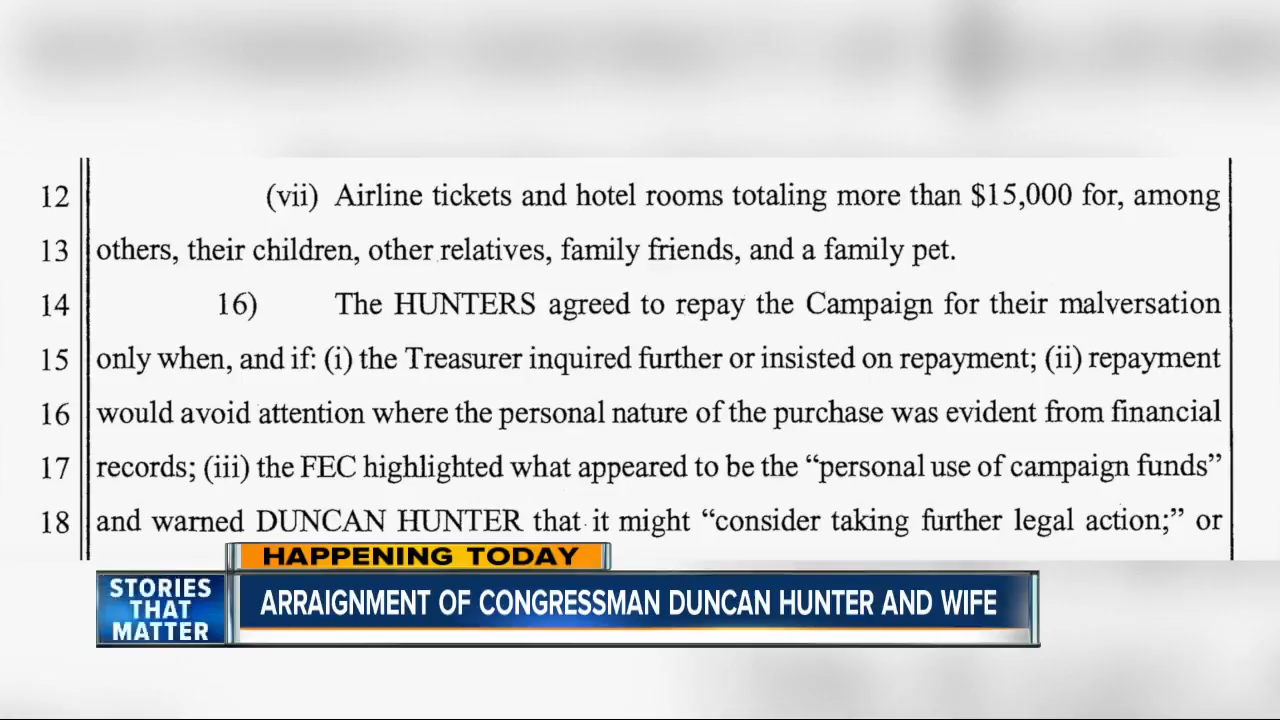 12 (vii) Airline tickets and hotel rooms totaling more than $15,000 for, among
13 others, their children, other relatives, family friends, and a family pet.
14 16) The HUNTERS agreed to repay the Campaign for their malversation
15 only when, and if: (i) the Treasurer inquired further or insisted on repayment; (ii) repayment
16 would avoid attention where the personal nature of the purchase was evident from financial
17 records; (iii) the FEC highlighted what appeared to be the “personal use of campaign funds”
18 and warned DUNCAN HUNTER that it might “consider taking further legal action;” or
HAPPENING TODAY
STORIES
THAT
MATTER
ARRAIGNMENT OF CONGRESSMAN DUNCAN HUNTER AND WIFE